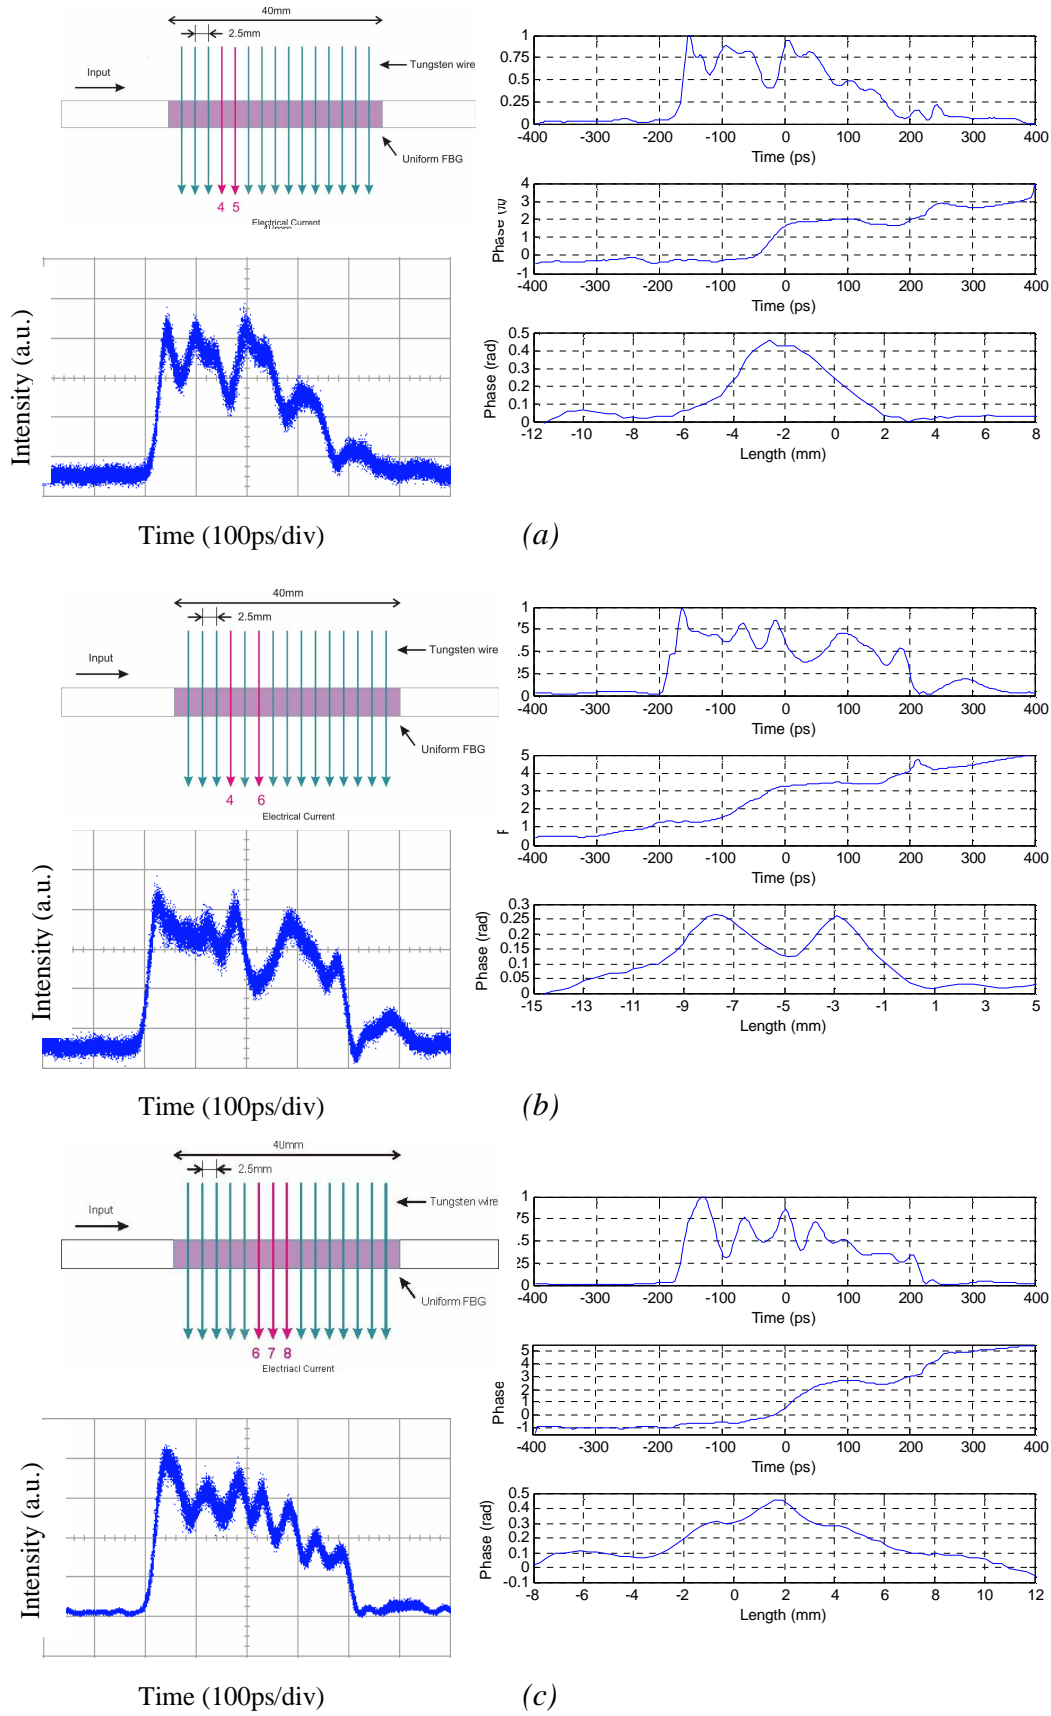 40mm
2.5mm
Input
Tungsten wire
Uniform FBG
4 5
Electrical Current
Intensity (a.u.)
Time (100ps/div)
1
0.75
0.5
0.25
0
-400 -300 -200 -100 0 100 200 300 400
Time (ps)
4
3
2
1
0
-1
Phase
-400 -300 -200 -100 0 100 200 300 400
Time (ps)
0.5
0.4
0.3
0.2
0.1
0
Phase (rad)
-12 -10 -8 -6 -4 -2 0 2 4 6 8
Length (mm)
(a)
40mm
2.5mm
Input
Tungsten wire
Uniform FBG
4 6
Electrical Current
Intensity (a.u.)
Time (100ps/div)
1
75
.5
25
0
-400 -300 -200 -100 0 100 200 300 400
Time (ps)
5
4
3
2
1
0
-400 -300 -200 -100 0 100 200 300 400
Time (ps)
0.3
0.25
0.2
0.15
0.1
0.05
0
Phase (rad)
-15 -13 -11 -9 -7 -5 -3 -1 1 3 5
Length (mm)
(b)
40mm
2.5mm
Input
Tungsten wire
Uniform FBG
6 7 8
Electriacl Current
Intensity (a.u.)
Time (100ps/div)
1
75
.5
25
0
-400 -300 -200 -100 0 100 200 300 400
Time (ps)
5
4
3
2
1
0
-1
Phase
-400 -300 -200 -100 0 100 200 300 400
Time (ps)
0.5
0.4
0.3
0.2
0.1
0
-0.1
Phase (rad)
-8 -6 -4 -2 0 2 4 6 8 10 12
Length (mm)
(c)